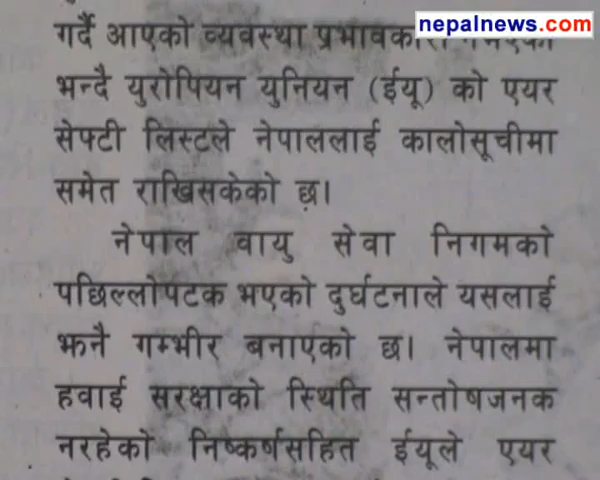 nepalnews.com
गर्दै आएको व्यवस्था प्रभावकारी
भन्दै युरोपियन युनियन (ईयू) को एयर
सेफ्टी लिस्टले नेपाललाई कालोसूचीमा
समेत राखिसकेको छ।
नेपाल वायु सेवा निगमको
पछिल्लोपटक भएको दुर्घटनाले यसलाई
झनै गम्भीर बनाएको छ। नेपालमा
हवाई सरक्षाको स्थिति सन्तोषजनक
नरहेको निष्कर्षसहित ईयूले एयर